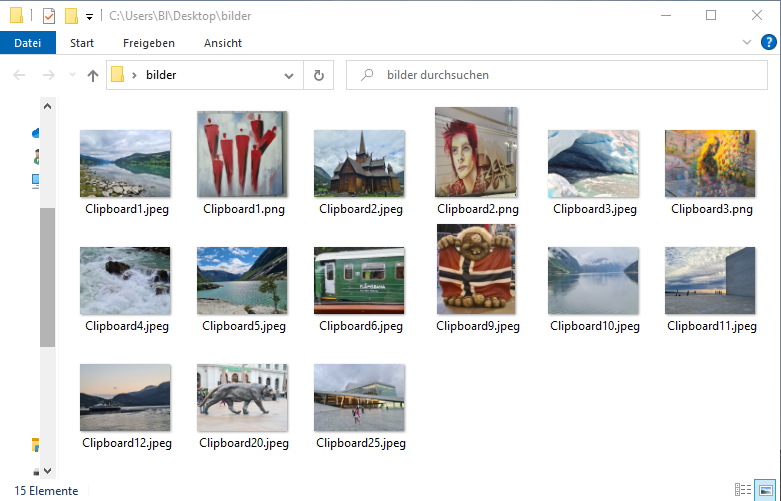 C:\Users\BI\Desktop\bilder
Datei Start Freigeben Ansicht
bilder
bilder durchsuchen
Clipboard1.jpeg Clipboard1.png Clipboard2.jpeg Clipboard2.png Clipboard3.jpeg Clipboard3.png
FLÅMSBANA
Clipboard4.jpeg Clipboard5.jpeg Clipboard6.jpeg Clipboard9.jpeg Clipboard10.jpeg Clipboard11.jpeg
Clipboard12.jpeg Clipboard20.jpeg Clipboard25.jpeg
15 Elemente